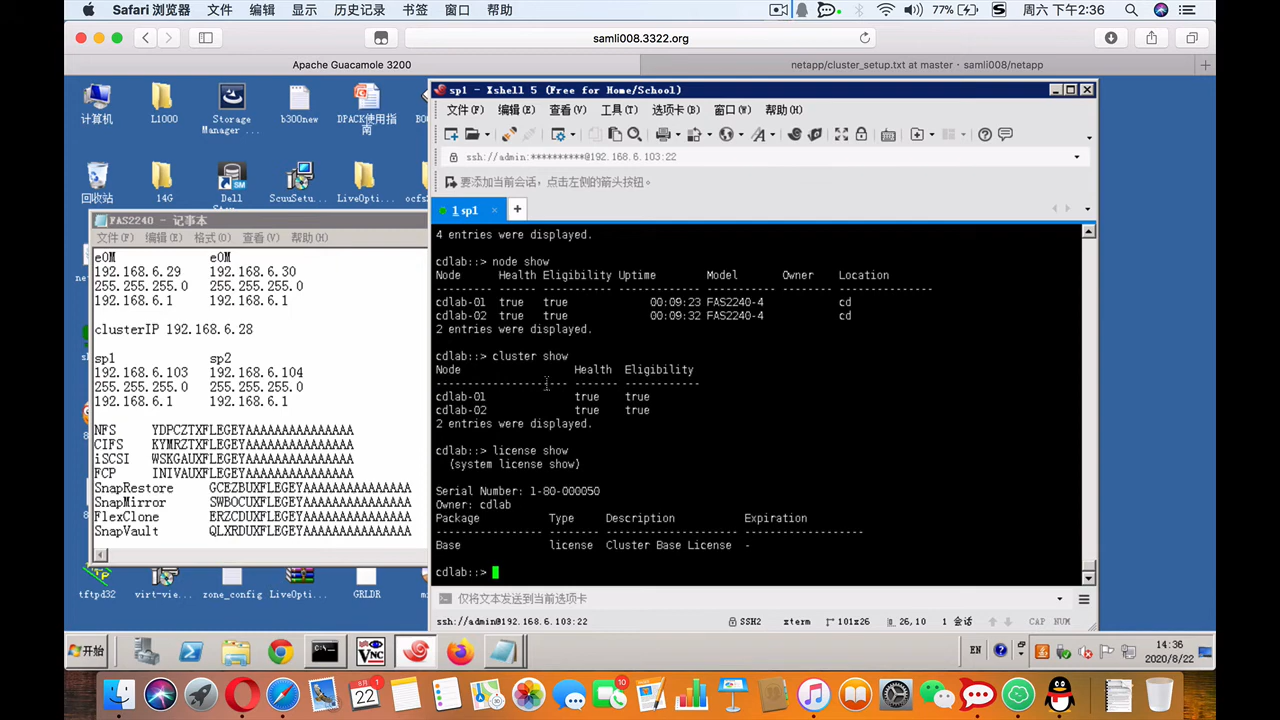 Safari 浏览器 文件 编辑 显示 历史记录 书签 窗口 帮助
77% 周六 下午2:36
samli008.3322.org
Apache Guacamole 3200
netapp/cluster_setup.txt at master · samli008/netapp
计算机
L1000
Storage
Manager ...
b300new
DPACK使用指
南
回收站
14G
Dell
ScuuSetu...
LiveOpti...
ocfs
sp1 - Xshell 5 (Free for Home/School)
文件(F) 编辑(E) 查看(V) 工具(T) 选项卡(B) 窗口(W) 帮助(H)
ssh://admin:**********@192.168.6.103:22
要添加当前会话，点击左侧的箭头按钮。
1 sp1
FAS2240 - 记事本
文件(F) 编辑(E) 格式(O) 查看(V) 帮助(H)
e0M e0M
192.168.6.29 192.168.6.30
255.255.255.0 255.255.255.0
192.168.6.1 192.168.6.1
clusterIP 192.168.6.28
sp1 sp2
192.168.6.103 192.168.6.104
255.255.255.0 255.255.255.0
192.168.6.1 192.168.6.1
NFS YDPCZTXFLEGEYAAAAAAAAAAAAAAA
CIFS KYMRZTXFLEGEYAAAAAAAAAAAAAAA
iSCSI WSKGAUXFLEGEYAAAAAAAAAAAAAAA
FCP INIVAUXFLEGEYAAAAAAAAAAAAAAA
SnapRestore GCEZBUXFLEGEYAAAAAAAAAAAAAAA
SnapMirror SWBOCUXFLEGEYAAAAAAAAAAAAAAA
FlexClone ERZCDUXFLEGEYAAAAAAAAAAAAAAA
SnapVault QLXRDUXFLEGEYAAAAAAAAAAAAAAA
4 entries were displayed.
cdlab::> node show
Node Health Eligibility Uptime Model Owner Location
--------- ------ ----------- ------------- ----------- -------- ---------------
cdlab-01 true true 00:09:23 FAS2240-4 cd
cdlab-02 true true 00:09:32 FAS2240-4 cd
2 entries were displayed.
cdlab::> cluster show
Node Health Eligibility
--------------------- ------- ------------
cdlab-01 true true
cdlab-02 true true
2 entries were displayed.
cdlab::> license show
(system license show)
Serial Number: 1-80-000050
Owner: cdlab
Package Type Description Expiration
----------------- -------- --------------------- -------------------
Base license Cluster Base License -
cdlab::>
仅将文本发送到当前选项卡
ssh://admin@192.168.6.103:22 SSH2 xterm 101x26 26,10 1 会话 CAP NUM
tftpd32
virt-vie...
zone_config
LiveOpti...
GRLDR
开始
EN
14:36
2020/8/22
8月
22
10